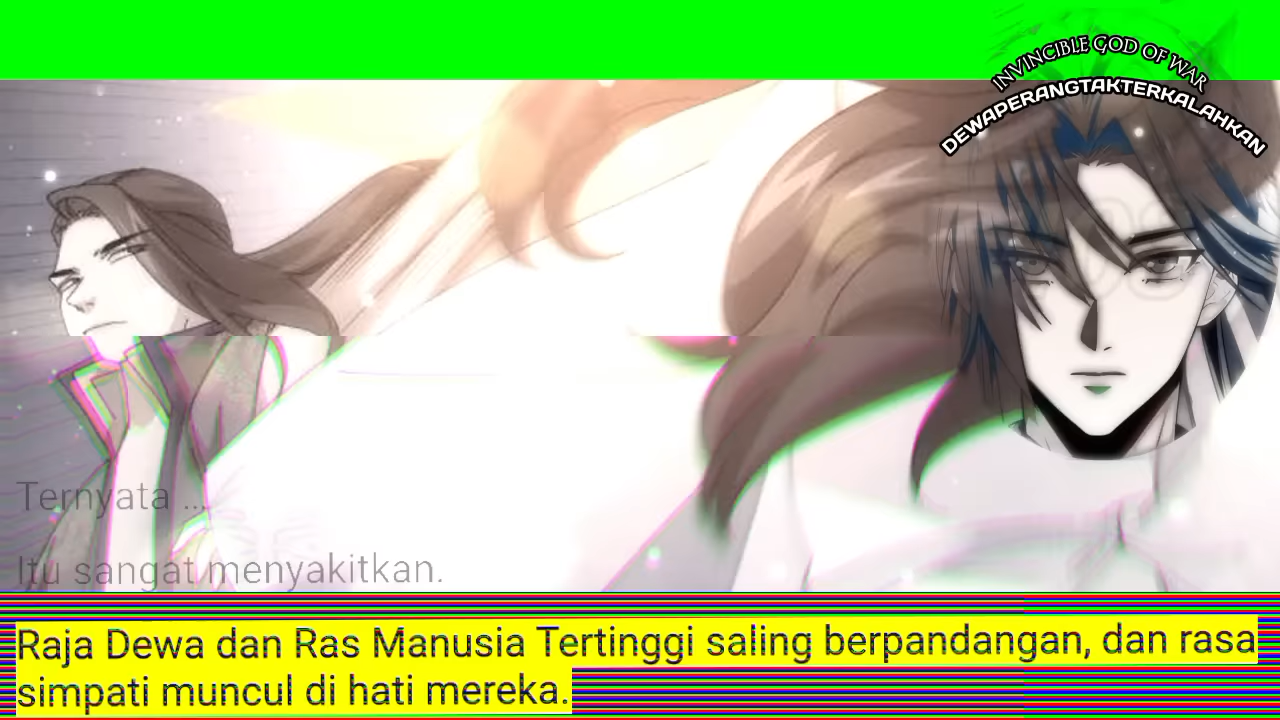 INVINCIBLE GOD OF WAR
DEWAPERANGTAKTERKALAHKAN
Ternyata ...
Itu sangat menyakitkan.
Raja Dewa dan Ras Manusia Tertinggi saling berpandangan, dan rasa
simpati muncul di hati mereka.